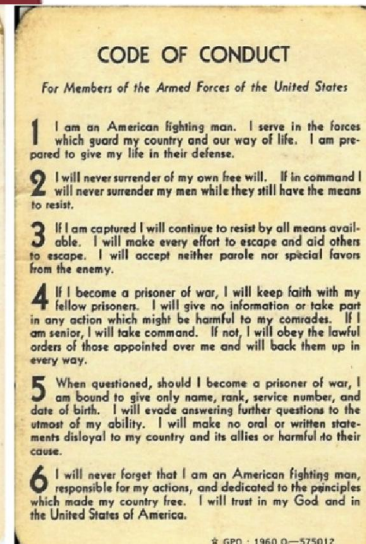 CODE OF CONDUCT
For Members of the Armed Forces of the United States
1 I am an American fighting man. I serve in the forces
which guard my country and our way of life. I am pre-
pared to give my life in their defense.
2 I will never surrender of my own free will. If in command I
will never surrender my men while they still have the means
to resist.
3 If I am captured I will continue to resist by all means avail-
able. I will make every effort to escape and aid others
to escape. I will accept neither parole nor special favors
from the enemy.
4 If I become a prisoner of war, I will keep faith with my
fellow prisoners. I will give no information or take part
in any action which might be harmful to my comrades. If I
am senior, I will take command. If not, I will obey the lawful
orders of those appointed over me and will back them up in
every way.
5 When questioned, should I become a prisoner of war, I
am bound to give only name, rank, service number, and
date of birth. I will evade answering further questions to the
utmost of my ability. I will make no oral or written state-
ments disloyal to my country and its allies or harmful to their
cause.
6 I will never forget that I am an American fighting man,
responsible for my actions, and dedicated to the principles
which made my country free. I will trust in my God and in
the United States of America.
☆ GPO : 1960 O—575012